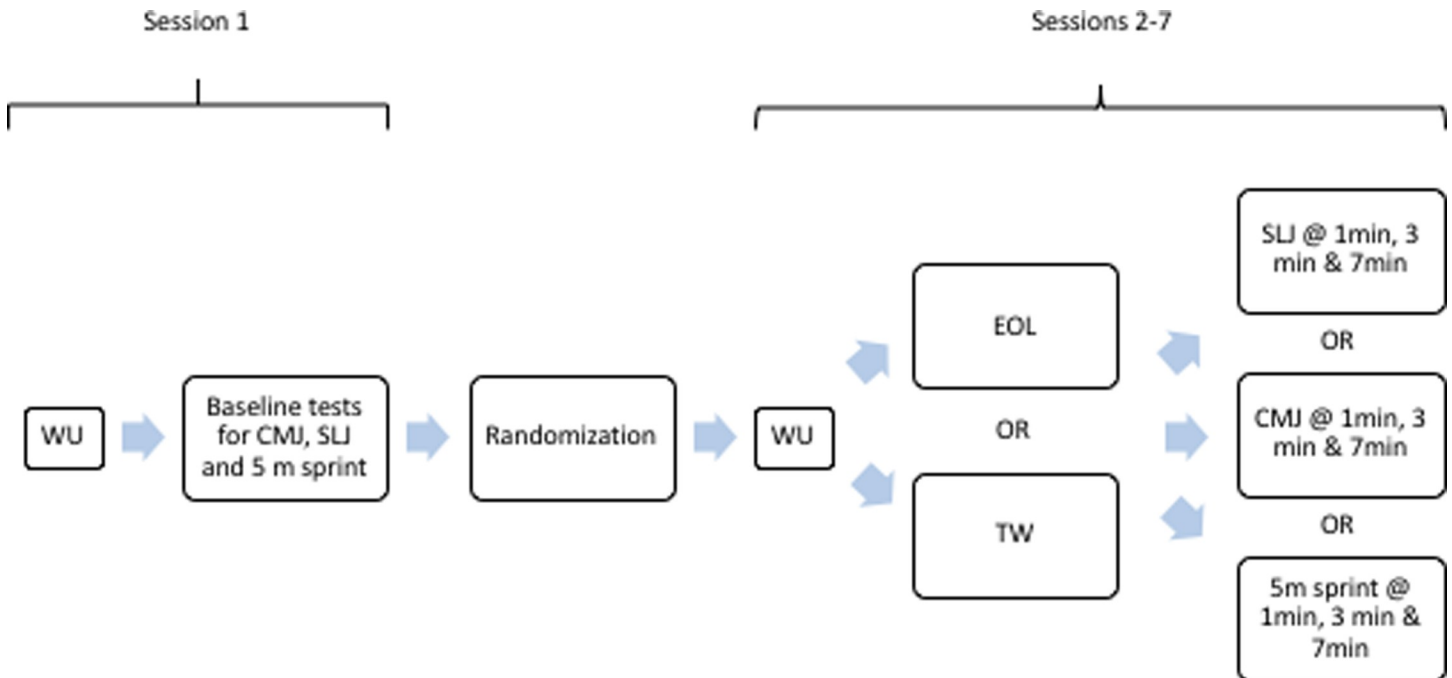 Session 1
Sessions 2-7
WU
Baseline tests
for CMJ, SLJ
and 5 m sprint
Randomization
WU
EOL
OR
TW
SLJ @ 1min, 3
min & 7min
OR
CMJ @ 1min, 3
min & 7min
OR
5m sprint @
1min, 3 min &
7min